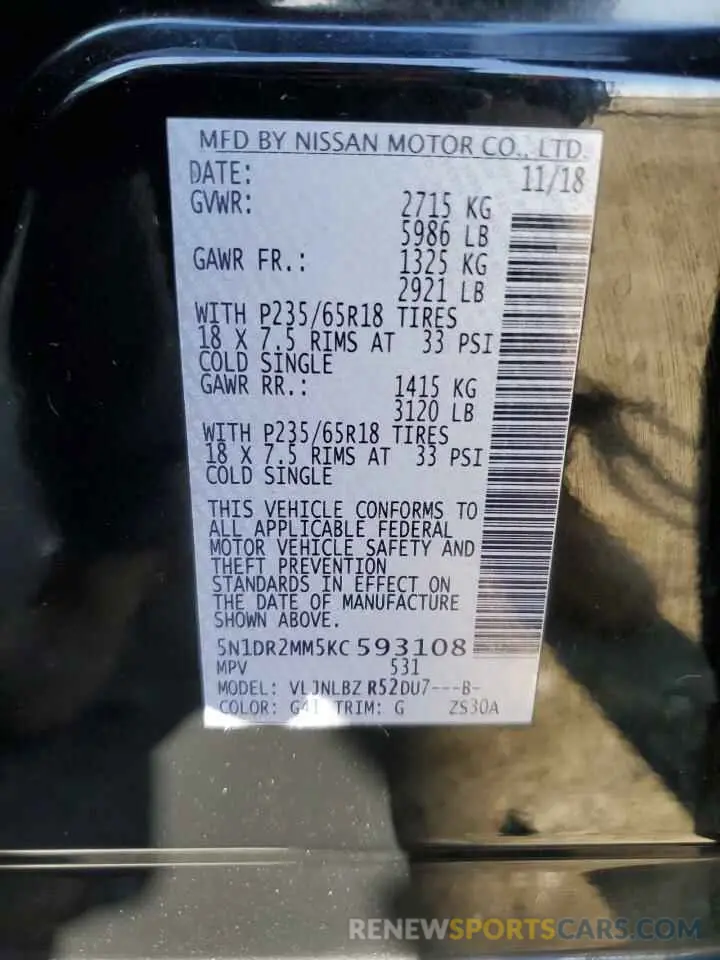 MFD BY NISSAN MOTOR CO., LTD.
DATE: 11/18
GVWR: 2715 KG
5986 LB
GAWR FR.: 1325 KG
2921 LB
WITH P235/65R18 TIRES
18 X 7.5 RIMS AT 33 PSI
COLD SINGLE
GAWR RR.: 1415 KG
3120 LB
WITH P235/65R18 TIRES
18 X 7.5 RIMS AT 33 PSI
COLD SINGLE
THIS VEHICLE CONFORMS TO
ALL APPLICABLE FEDERAL
MOTOR VEHICLE SAFETY AND
THEFT PREVENTION
STANDARDS IN EFFECT ON
THE DATE OF MANUFACTURE
SHOWN ABOVE.
5N1DR2MM5KC 593108
MPV 531
MODEL: VLJNLBZ R52DU7---B-
COLOR: G41 TRIM: G ZS30A
RENEWSPORTSCARS.COM